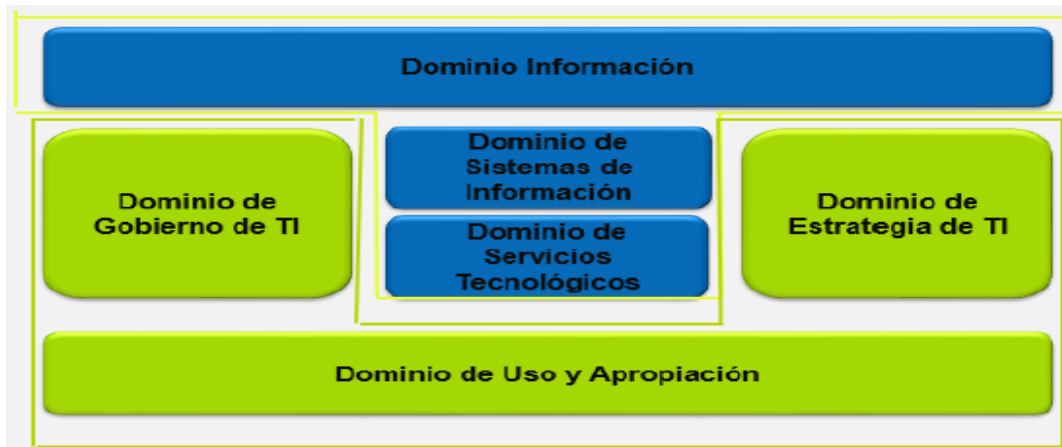 Dominio Información
Dominio de
Sistemas de
Información
Dominio de
Gobierno de TI
Dominio de
Servicios
Tecnológicos
Dominio de
Estrategia de TI
Dominio de Uso y Apropiación